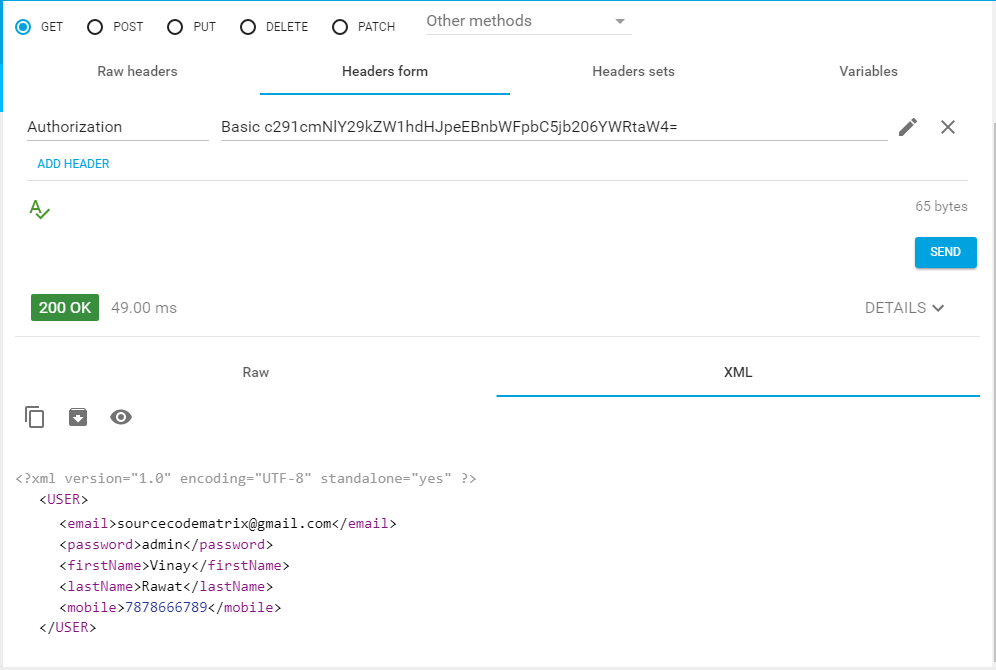 GET POST PUT DELETE PATCH Other methods
Raw headers Headers form Headers sets Variables
Authorization Basic c291cmNlY29kZW1hdHJpeEBnbWFpbC5jb206YWRtaW4=
ADD HEADER
65 bytes
SEND
200 OK 49.00 ms DETAILS
Raw XML
<?xml version="1.0" encoding="UTF-8" standalone="yes" ?>
<USER>
<email>sourcecodematrix@gmail.com</email>
<password>admin</password>
<firstName>Vinay</firstName>
<lastName>Rawat</lastName>
<mobile>7878666789</mobile>
</USER>